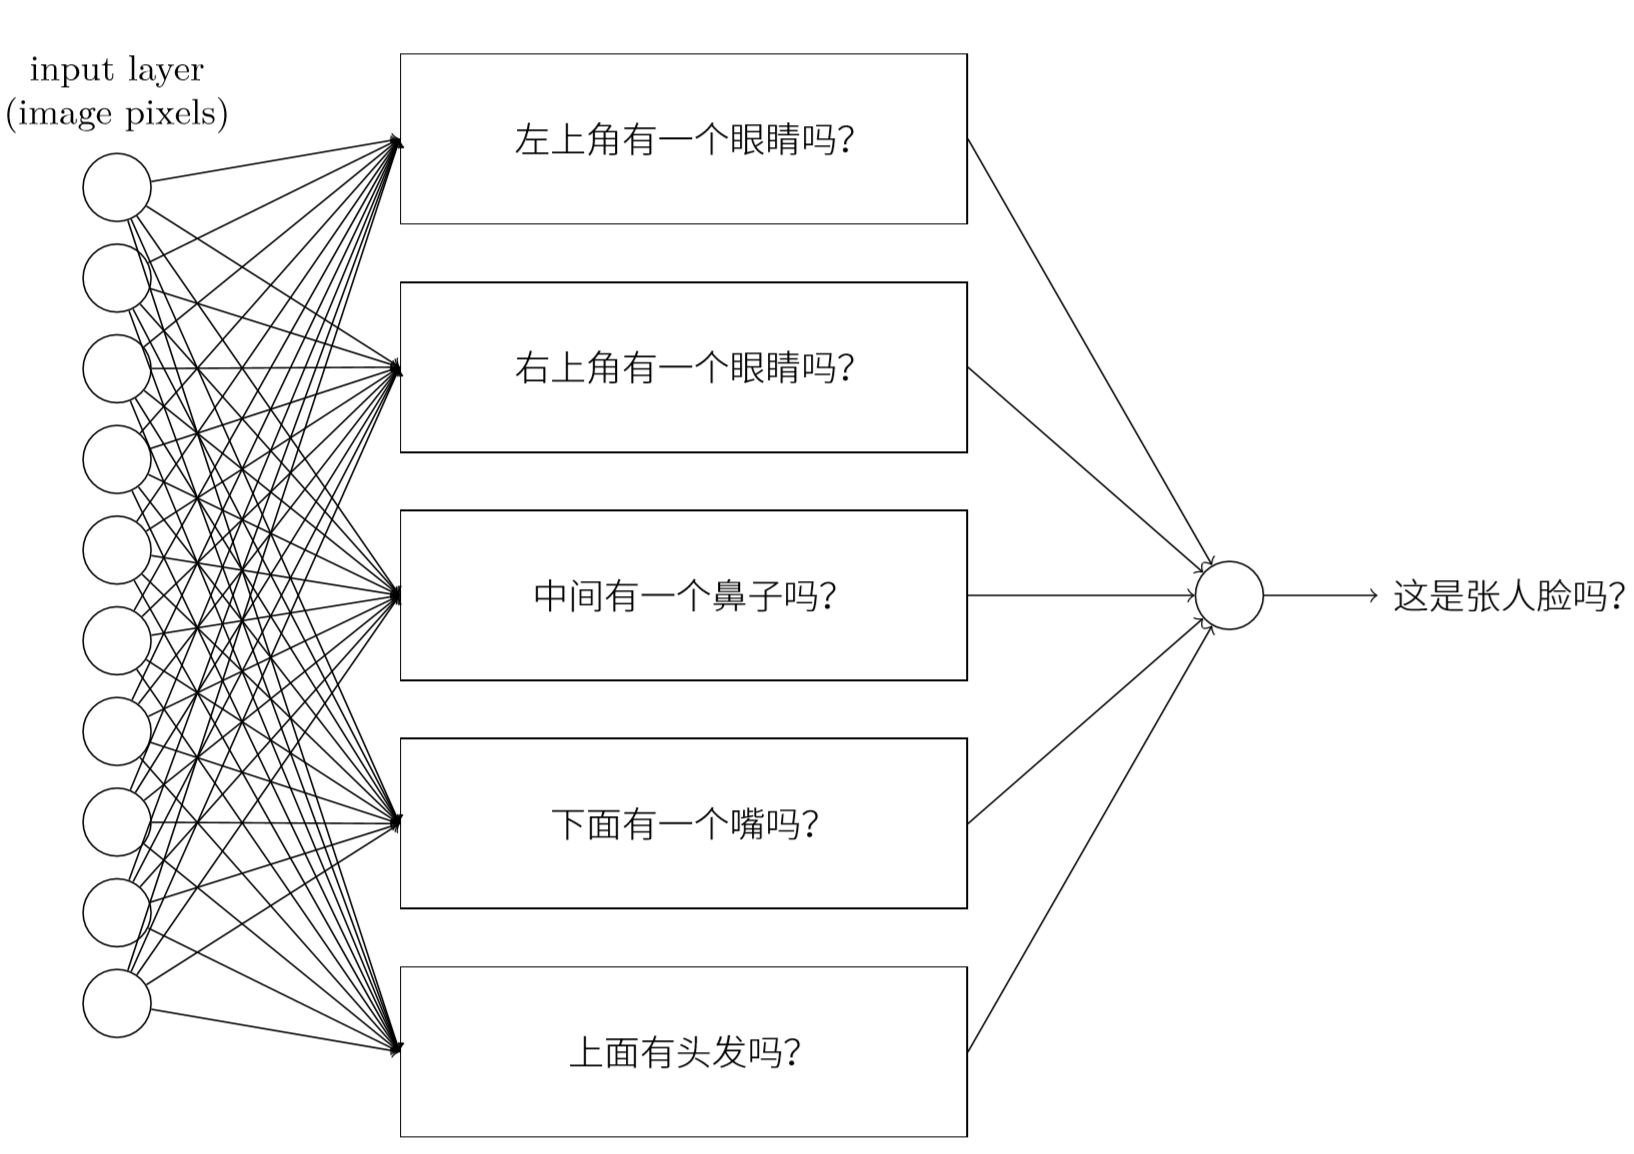 input layer
(image pixels)
左上角有一个眼睛吗?
右上角有一个眼睛吗?
中间有一个鼻子吗?
下面有一个嘴吗?
上面有头发吗?
这是张人脸吗?